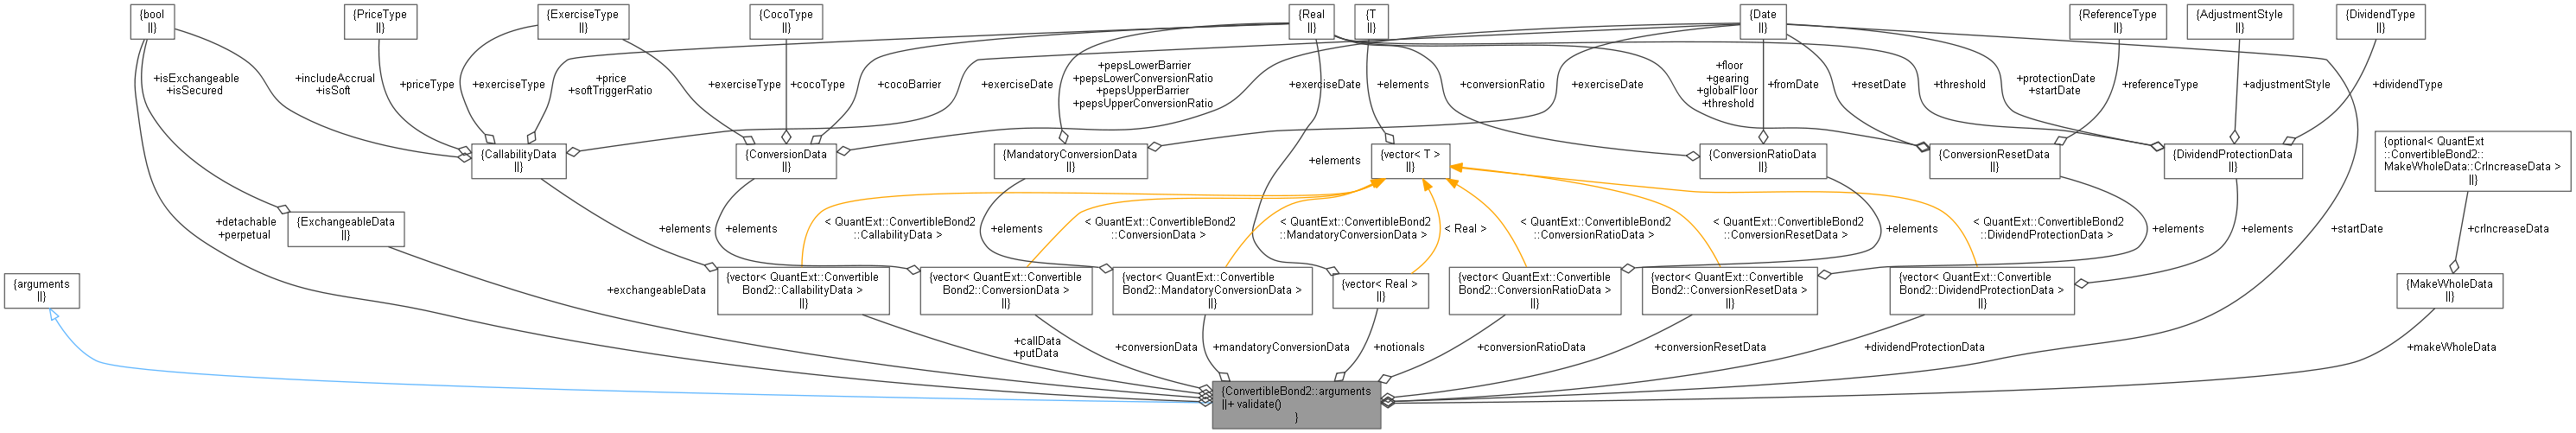 {bool
||}
{PriceType
||}
{ExerciseType
||}
{CocoType
||}
{Real
||}
{T
||}
{Date
||}
{ReferenceType
||}
{AdjustmentStyle
||}
{DividendType
||}
+isExchangeable
+isSecured
+includeAccrual
+isSoft
+priceType
+exerciseType
+price
+softTriggerRatio
+exerciseType
+cocoType
+cocoBarrier
+exerciseDate
+pepsLowerBarrier
+pepsLowerConversionRatio
+pepsUpperBarrier
+pepsUpperConversionRatio
+exerciseDate
+elements
+conversionRatio
+exerciseDate
+floor
+gearing
+globalFloor
+threshold
+fromDate
+resetDate
+threshold
+protectionDate
+startDate
+referenceType
+adjustmentStyle
+dividendType
{CallabilityData
||}
{ConversionData
||}
{MandatoryConversionData
||}
+elements
{vector< T >
||}
{ConversionRatioData
||}
{ConversionResetData
||}
{DividendProtectionData
||}
{optional< QuantExt
::ConvertibleBond2::
MakeWholeData::CrIncreaseData >
||}
+detachable
+perpetual
{ExchangeableData
||}
+elements
+elements
< QuantExt::ConvertibleBond2
::CallabilityData >
+elements
< QuantExt::ConvertibleBond2
::ConversionData >
< QuantExt::ConvertibleBond2
::MandatoryConversionData >
< Real >
< QuantExt::ConvertibleBond2
::ConversionRatioData >
+elements
< QuantExt::ConvertibleBond2
::ConversionResetData >
+elements
< QuantExt::ConvertibleBond2
::DividendProtectionData >
+elements
+startDate
+crIncreaseData
{arguments
||}
+exchangeableData
{vector< QuantExt::Convertible
Bond2::CallabilityData >
||}
{vector< QuantExt::Convertible
Bond2::ConversionData >
||}
{vector< QuantExt::Convertible
Bond2::MandatoryConversionData >
||}
{vector< Real >
||}
{vector< QuantExt::Convertible
Bond2::ConversionRatioData >
||}
{vector< QuantExt::Convertible
Bond2::ConversionResetData >
||}
{vector< QuantExt::Convertible
Bond2::DividendProtectionData >
||}
{MakeWholeData
||}
+callData
+putData
+conversionData
+mandatoryConversionData
+notionals
+conversionRatioData
+conversionResetData
+dividendProtectionData
+makeWholeData
{ConvertibleBond2::arguments
||+ validate()
}